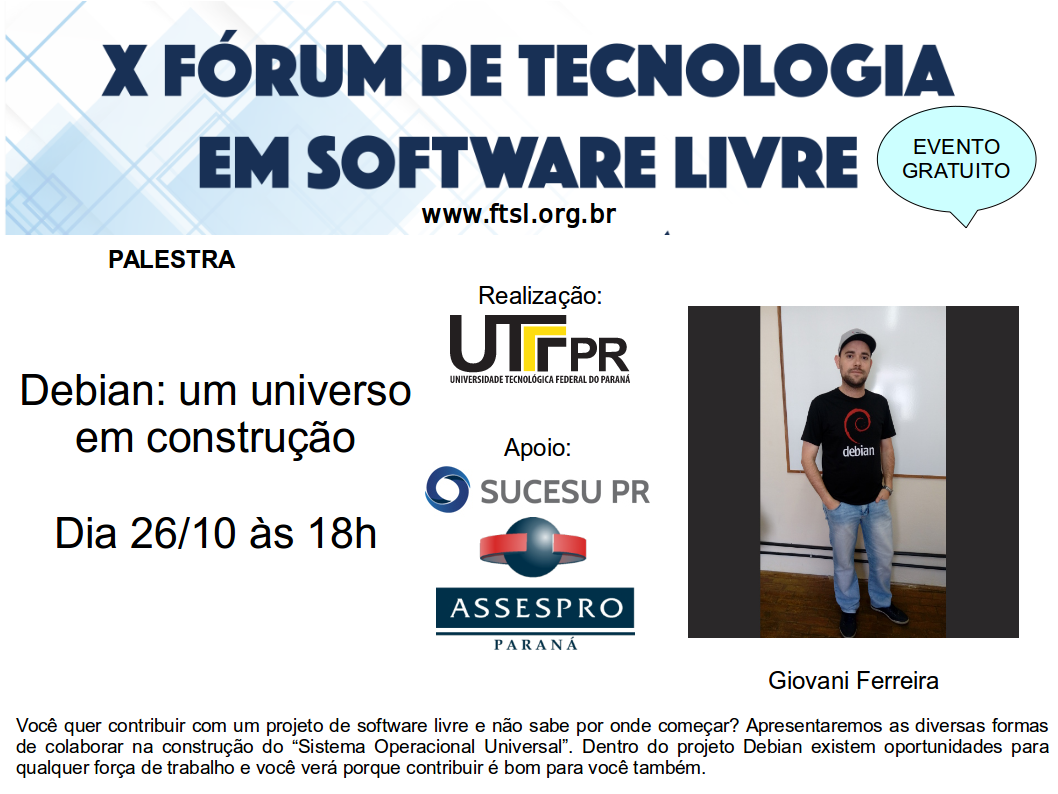 X FÓRUM DE TECNOLOGIA
EM SOFTWARE LIVRE
www.ftsl.org.br
EVENTO
GRATUITO
PALESTRA
Debian: um universo
em construção
Dia 26/10 às 18h
Realização:
UTFPR
UNIVERSIDADE TECNOLÓGICA FEDERAL DO PARANÁ
Apoio:
SUCESU PR
ASSESPRO
PARANÁ
debian
Giovani Ferreira
Você quer contribuir com um projeto de software livre e não sabe por onde começar? Apresentaremos as diversas formas
de colaborar na construção do “Sistema Operacional Universal”. Dentro do projeto Debian existem oportunidades para
qualquer força de trabalho e você verá porque contribuir é bom para você também.